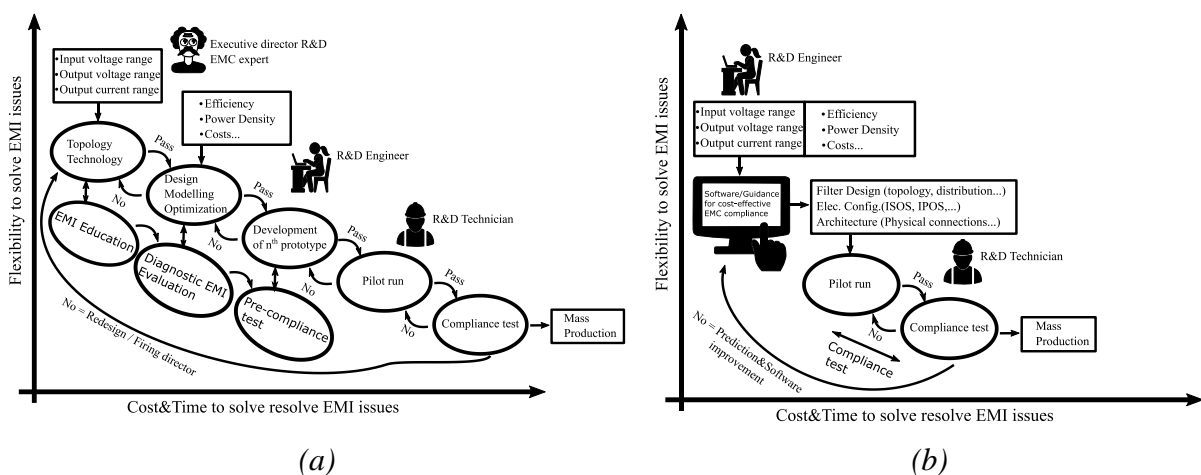 Flexibility to solve EMI issues
Executive director R&D
EMC expert
•Input voltage range
•Output voltage range
•Output current range
•Efficiency
•Power Density
•Costs...
Topology
Technology
Pass
No
Design
Modelling
Optimization
R&D Engineer
Pass
No
Development
of nth prototype
R&D Technician
Pass
No
Pilot run
Pass
No
Compliance test
Mass
Production
EMI Education
Diagnostic EMI
Evaluation
Pre-compliance
test
No = Redesign / Firing director
Cost&Time to solve resolve EMI issues
(a)
Flexibility to solve EMI issues
R&D Engineer
•Input voltage range
•Output voltage range
•Output current range
•Efficiency
•Power Density
•Costs...
Software/Guidance
for cost-effective
EMC compliance
Filter Design (topology, distribution...)
Elec. Config.(ISOS, IPOS,...)
Architecture (Physical connections...)
R&D Technician
Pilot run
Pass
No
Compliance test
Mass
Production
Compliance
test
No = Prediction&Software
improvement
Cost&Time to solve resolve EMI issues
(b)